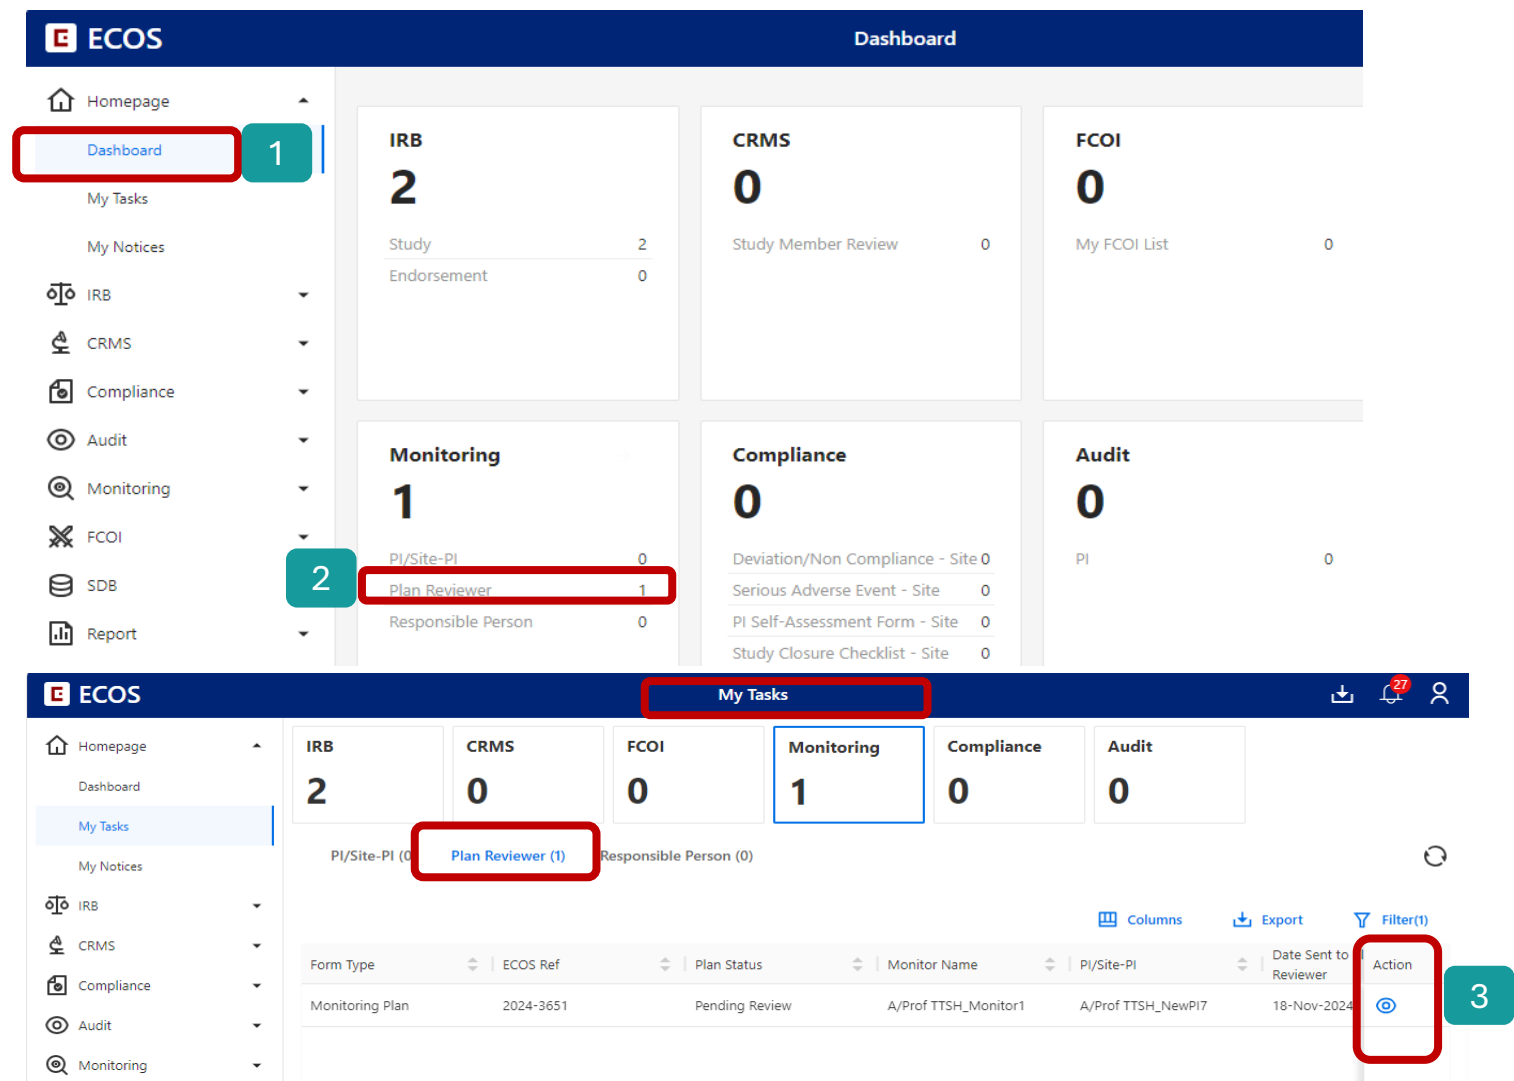 ECOS
Dashboard
Homepage
Dashboard
1
My Tasks
My Notices
IRB
CRMS
Compliance
Audit
Monitoring
FCOI
SDB
Report
IRB
2
Study 2
Endorsement 0
CRMS
0
Study Member Review 0
FCOI
0
My FCOI List 0
Monitoring
1
PI/Site-PI 0
2
Plan Reviewer 1
Responsible Person 0
Compliance
0
Deviation/Non Compliance - Site 0
Serious Adverse Event - Site 0
PI Self-Assessment Form - Site 0
Study Closure Checklist - Site 0
Audit
0
PI 0
ECOS
My Tasks
27
Homepage
Dashboard
My Tasks
My Notices
IRB
CRMS
Compliance
Audit
Monitoring
IRB
2
CRMS
0
FCOI
0
Monitoring
1
Compliance
0
Audit
0
PI/Site-PI (0 Plan Reviewer (1) Responsible Person (0)
Columns Export Filter(1)
Form Type ECOS Ref Plan Status Monitor Name PI/Site-PI Date Sent to Reviewer Action
Monitoring Plan 2024-3651 Pending Review A/Prof TTSH_Monitor1 A/Prof TTSH_NewPI7 18-Nov-2024
3